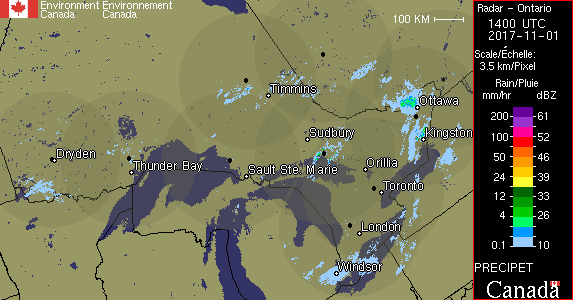 Environment Environnement
Canada Canada
100 KM
Timmins
Ottawa
Sudbury
Kingston
Dryden
Thunder Bay
Sault Ste. Marie
Orillia
Toronto
London
Windsor
Radar - Ontario
1400 UTC
2017-11-01
Scale/Échelle:
3.5 km/Pixel
Rain/Pluie
mm/hr dBZ
200 61
100 52
50 46
24 39
12 33
4 26
1 20
0.1 10
PRECIPET
Canada